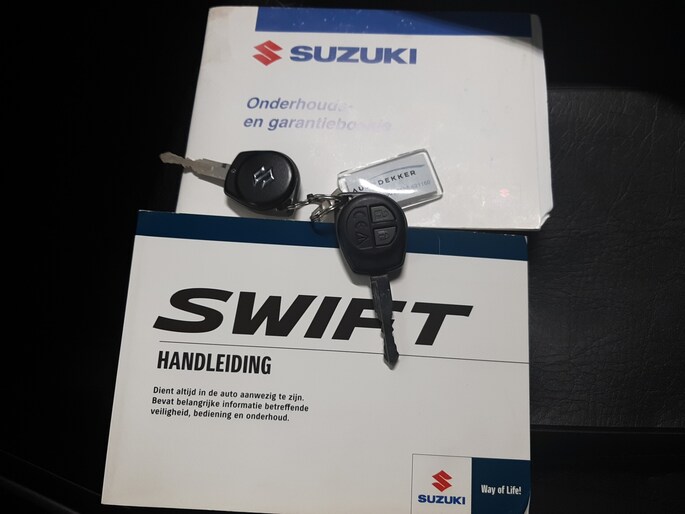 SUZUKI
Onderhouds-
en garantieboekje
DEKKER
SWIFT
HANDLEIDING
Dient altijd in de auto aanwezig te zijn.
Bevat belangrijke informatie betreffende
veiligheid, bediening en onderhoud.
SUZUKI
Way of Life!